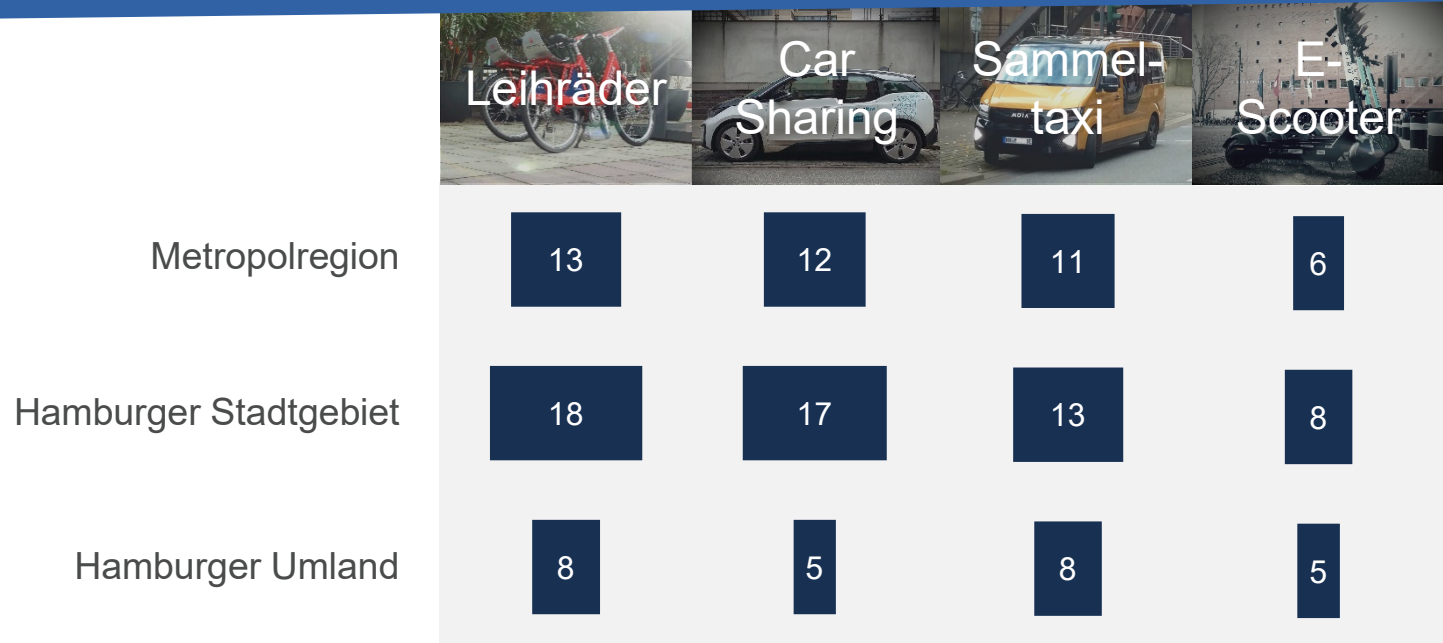 Leihräder
Car
Sharing
Sammel-
taxi
E-
Scooter
MOIA
Metropolregion
13
12
11
6
Hamburger Stadtgebiet
18
17
13
8
Hamburger Umland
8
5
8
5